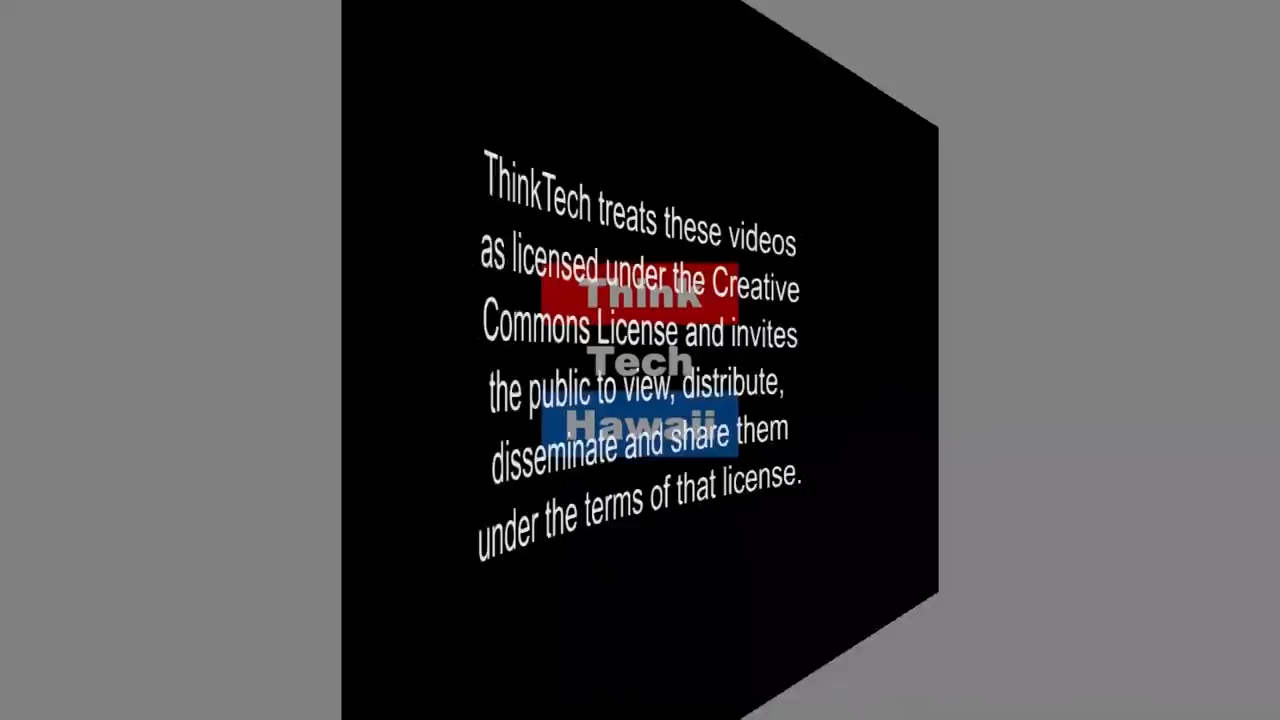 ThinkTech treats these videos
as licensed under the Creative
Commons License and invites
the public to view, distribute,
disseminate and share them
under the terms of that license.
Think
Tech
Hawaii